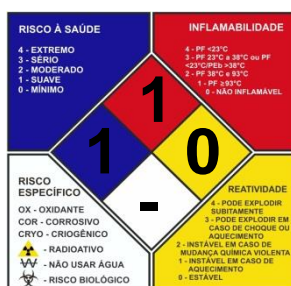 RISCO À SAÚDE
4 - EXTREMO
3 - SÉRIO
2 - MODERADO
1 - SUAVE
0 - MÍNIMO
INFLAMABILIDADE
4 - PF <23°C
3 - PF 23°C a 38°C ou PF
<23°C/PEb >38°C
2 - PF 38°C e 93°C
1 - PF ≥93°C
0 - NÃO INFLAMÁVEL
1
1
0
-
RISCO
ESPECÍFICO
OX - OXIDANTE
COR - CORROSIVO
CRYO - CRIOGÊNICO
- RADIOATIVO
W - NÃO USAR ÁGUA
- RISCO BIOLÓGICO
REATIVIDADE
4 - PODE EXPLODIR
SUBITAMENTE
3 - PODE EXPLODIR EM
CASO DE CHOQUE OU
AQUECIMENTO
2 - INSTÁVEL EM CASO DE
MUDANÇA QUÍMICA VIOLENTA
1 - INSTÁVEL EM CASO DE
AQUECIMENTO
0 - ESTÁVEL